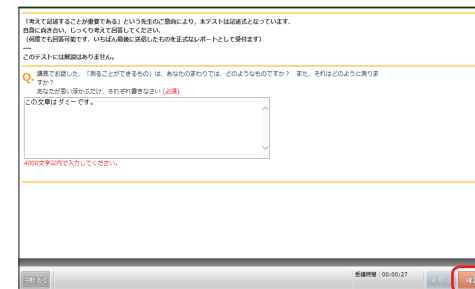 「考えて記述することが重要である」という先生のご意向により、本テストは記述式となっています。
自身に向き合い、じっくり考えて回答してください。
（何度でも回答可能です。いちばん最後に送信したものを正式なレポートとして受付ます）
---
このテストには解説はありません。
Q. 講義でお話した、「測ることができるもの」は、あなたのまわりでは、どのようなものですか？ また、それはどのように測りま
すか？
あなたが思い浮かぶだけ、それぞれ書きなさい (必須)
この文章はダミーです。
4000文字以内で入力してください。
中断する
受講時間｜00:00:27